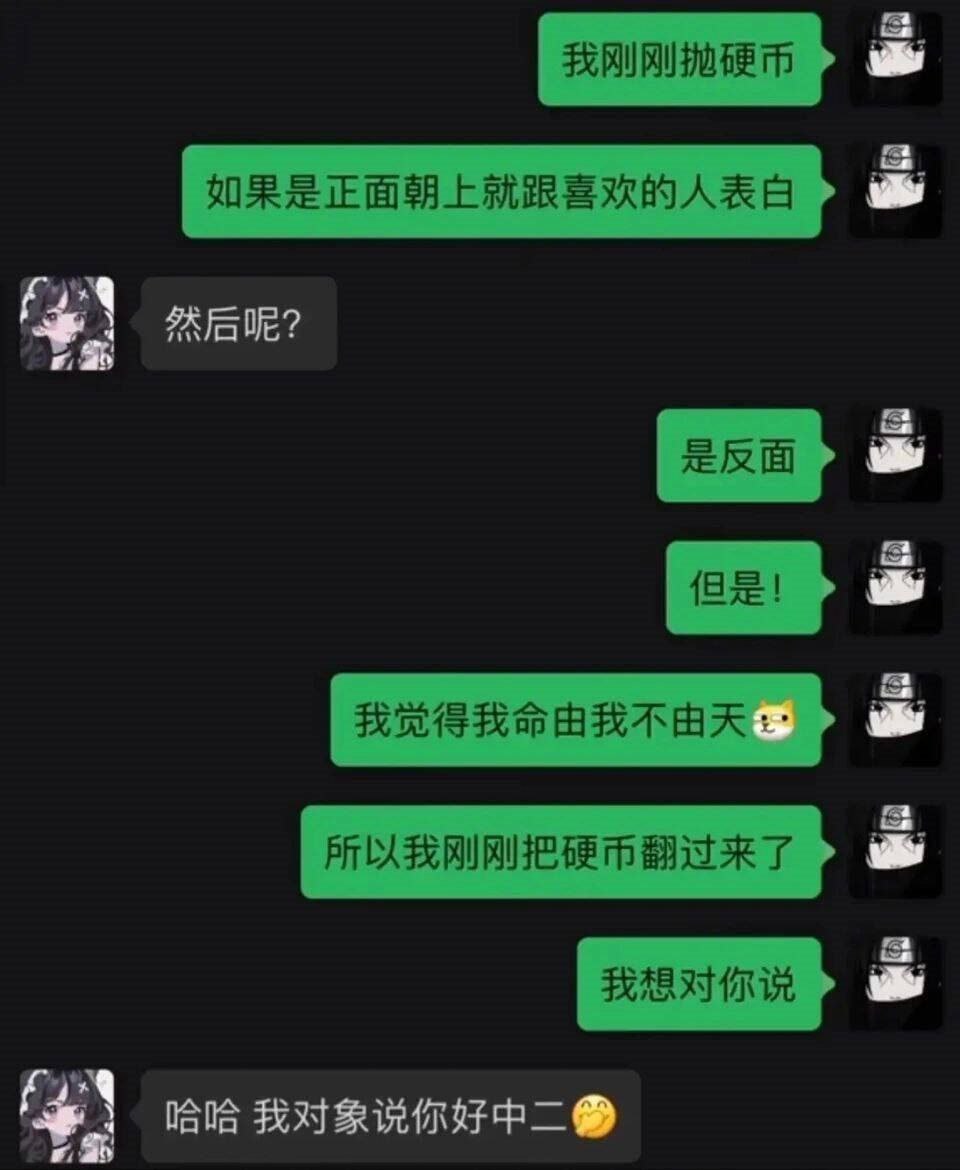 我刚刚抛硬币
如果是正面朝上就跟喜欢的人表白
然后呢?
是反面
但是!
我觉得我命由我不由天
所以我刚刚把硬币翻过来了
我想对你说
哈哈 我对象说你好中二